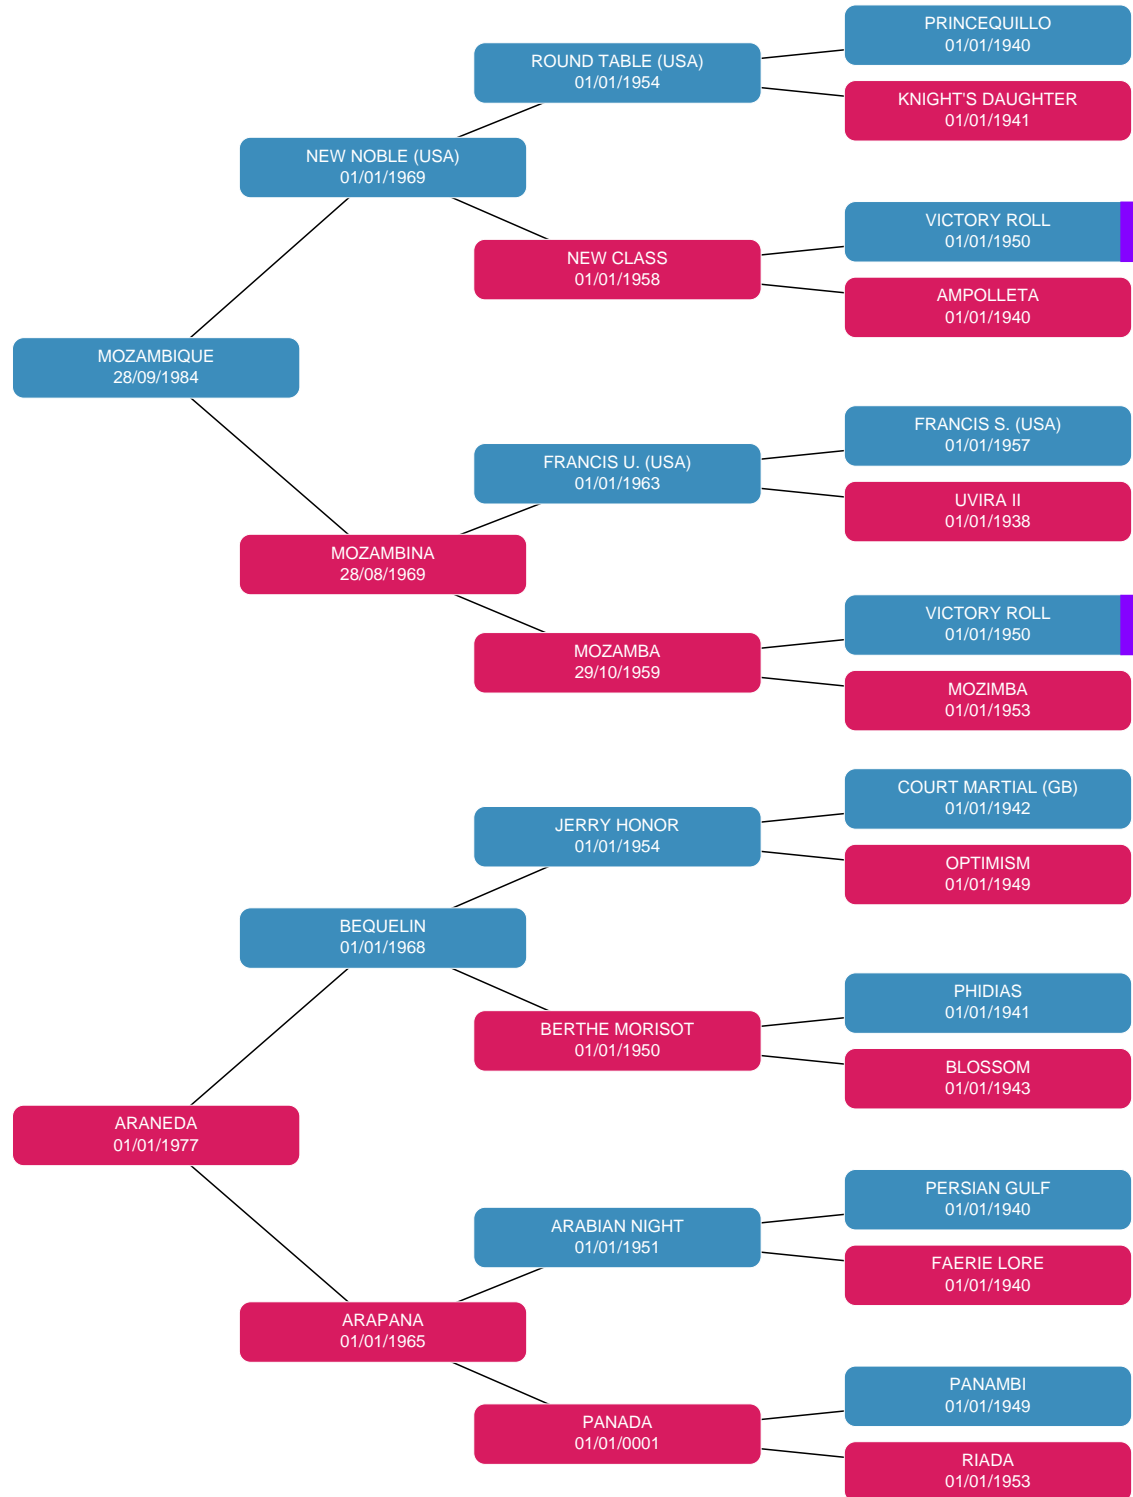 PRINCEQUILLO
01/01/1940
ROUND TABLE (USA)
01/01/1954
KNIGHT'S DAUGHTER
01/01/1941
NEW NOBLE (USA)
01/01/1969
VICTORY ROLL
01/01/1950
NEW CLASS
01/01/1958
AMPOLLETA
01/01/1940
MOZAMBIQUE
28/09/1984
FRANCIS S. (USA)
01/01/1957
FRANCIS U. (USA)
01/01/1963
UVIRA II
01/01/1938
MOZAMBINA
28/08/1969
VICTORY ROLL
01/01/1950
MOZAMBA
29/10/1959
MOZIMBA
01/01/1953
COURT MARTIAL (GB)
01/01/1942
JERRY HONOR
01/01/1954
OPTIMISM
01/01/1949
BEQUELIN
01/01/1968
PHIDIAS
01/01/1941
BERTHE MORISOT
01/01/1950
BLOSSOM
01/01/1943
ARANEDA
01/01/1977
PERSIAN GULF
01/01/1940
ARABIAN NIGHT
01/01/1951
FAERIE LORE
01/01/1940
ARAPANA
01/01/1965
PANAMBI
01/01/1949
PANADA
01/01/0001
RIADA
01/01/1953